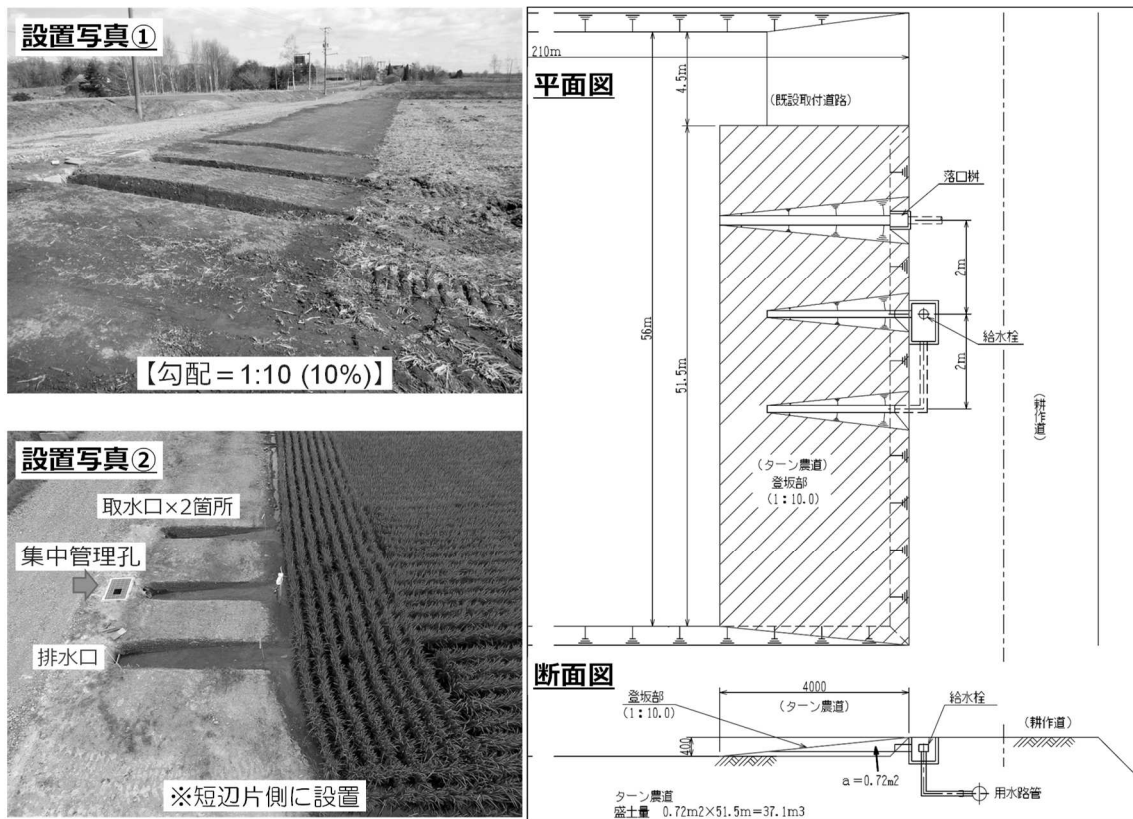 設置写真①
【勾配＝1:10 (10%)】
設置写真②
取水口×2箇所
集中管理孔
排水口
※短辺片側に設置
210m
平面図
4.5m
(既設取付道路)
落口桝
2m
56m
給水栓
51.5m
2m
(耕作道)
(ターン農道)
登坂部
(1：10.0)
断面図
登坂部
(1：10.0)
4000
(ターン農道)
給水栓
(耕作道)
400
a＝0.72m2
用水路管
ターン農道
盛土量 0.72m2×51.5m＝37.1m3